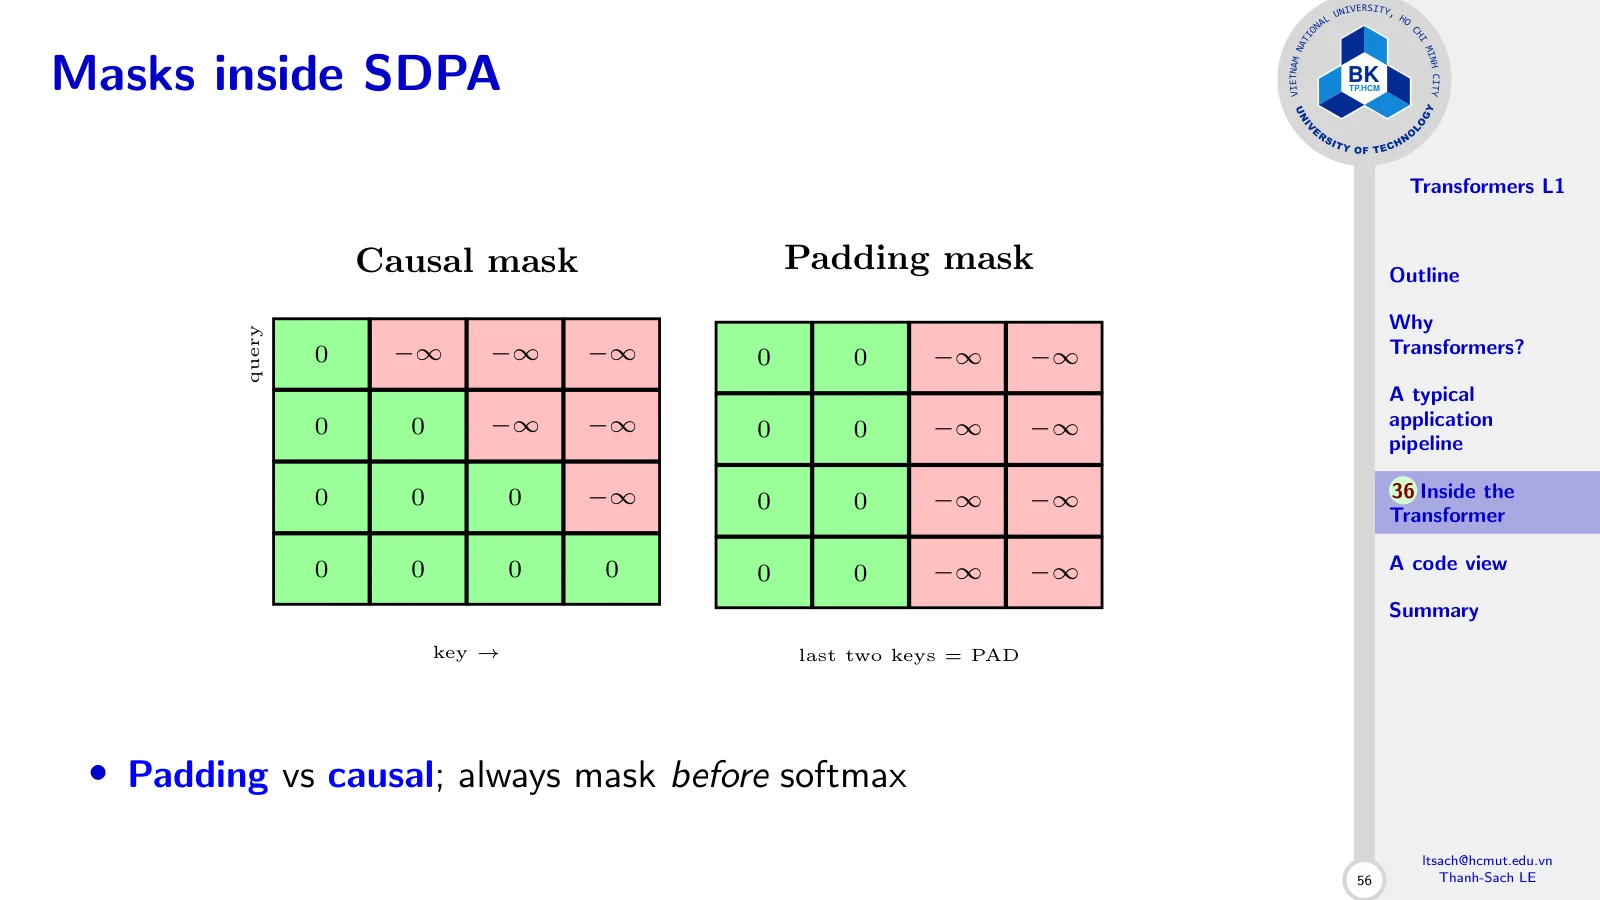 Masks inside SDPA
Causal mask
query
0 −∞ −∞ −∞
0 0 −∞ −∞
0 0 0 −∞
0 0 0 0
key →
Padding mask
0 0 −∞ −∞
0 0 −∞ −∞
0 0 −∞ −∞
0 0 −∞ −∞
last two keys = PAD
• Padding vs causal; always mask before softmax
VIETNAM NATIONAL UNIVERSITY, HO CHI MINH CITY
UNIVERSITY OF TECHNOLOGY
BK
TP.HCM
Transformers L1
Outline
Why
Transformers?
A typical
application
pipeline
36 Inside the
Transformer
A code view
Summary
ltsach@hcmut.edu.vn
Thanh-Sach LE
56